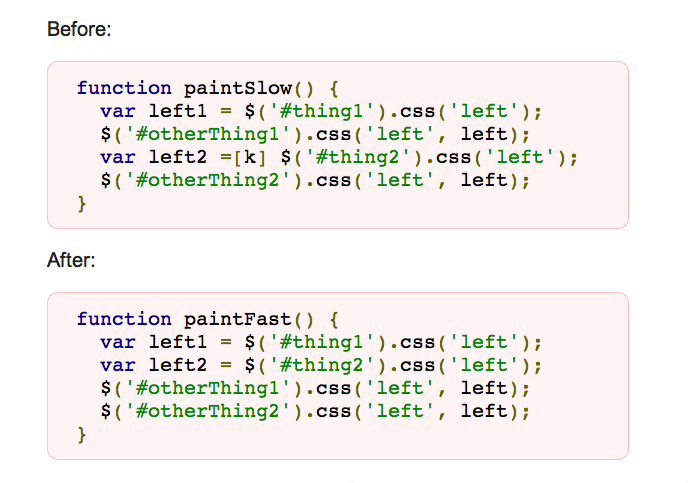 Before:
function paintSlow() {
  var left1 = $('#thing1').css('left');
  $('#otherThing1').css('left', left);
  var left2 =[k] $('#thing2').css('left');
  $('#otherThing2').css('left', left);
}
After:
function paintFast() {
  var left1 = $('#thing1').css('left');
  var left2 = $('#thing2').css('left');
  $('#otherThing1').css('left', left);
  $('#otherThing2').css('left', left);
}